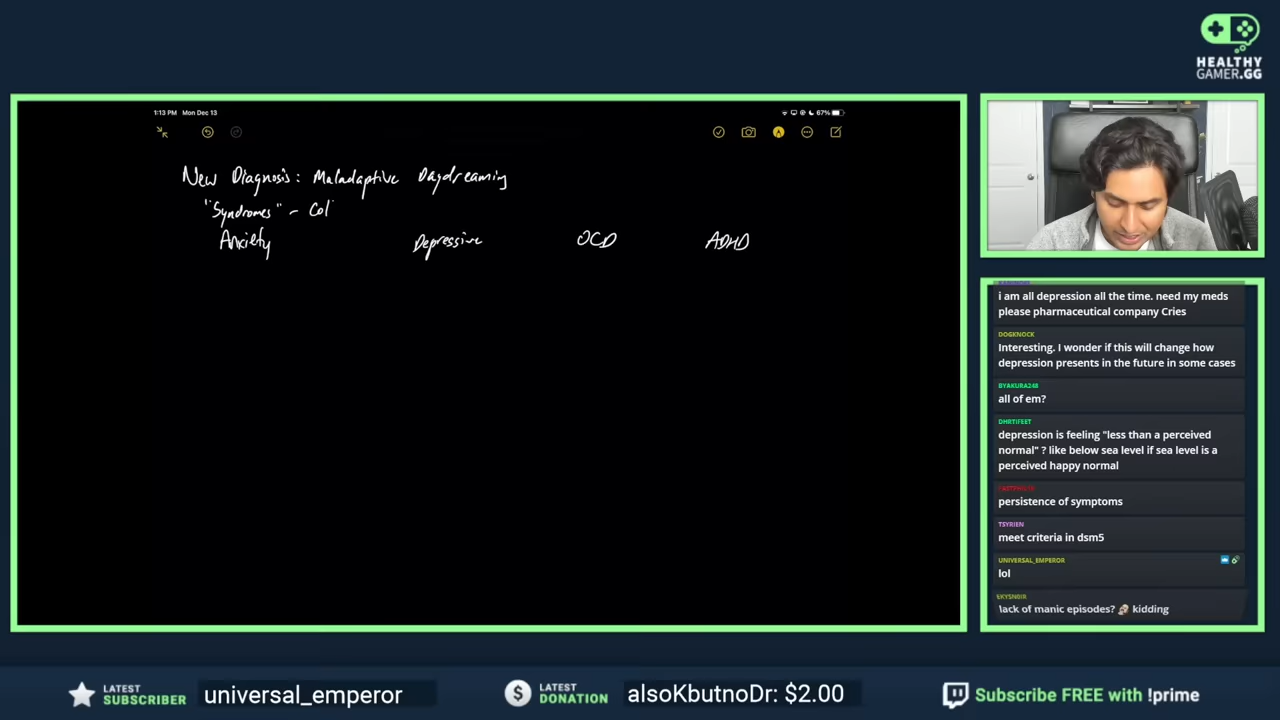 HEALTHY
GAMER.GG
1:13 PM Mon Dec 13
67%
New Diagnosis: Maladaptive Daydreaming
"Syndromes" - Col
Anxiety Depressive OCD ADHD
i am all depression all the time. need my meds
please pharmaceutical company Cries
DOGKNOCK
Interesting. I wonder if this will change how
depression presents in the future in some cases
BYAKURA248
all of em?
DHRTIFEET
depression is feeling "less than a perceived
normal" ? like below sea level if sea level is a
perceived happy normal
persistence of symptoms
TSYRIEN
meet criteria in dsm5
UNIVERSAL_EMPEROR
lol
lack of manic episodes? kidding
LATEST
SUBSCRIBER
universal_emperor
LATEST
DONATION
alsoKbutnoDr: $2.00
Subscribe FREE with !prime